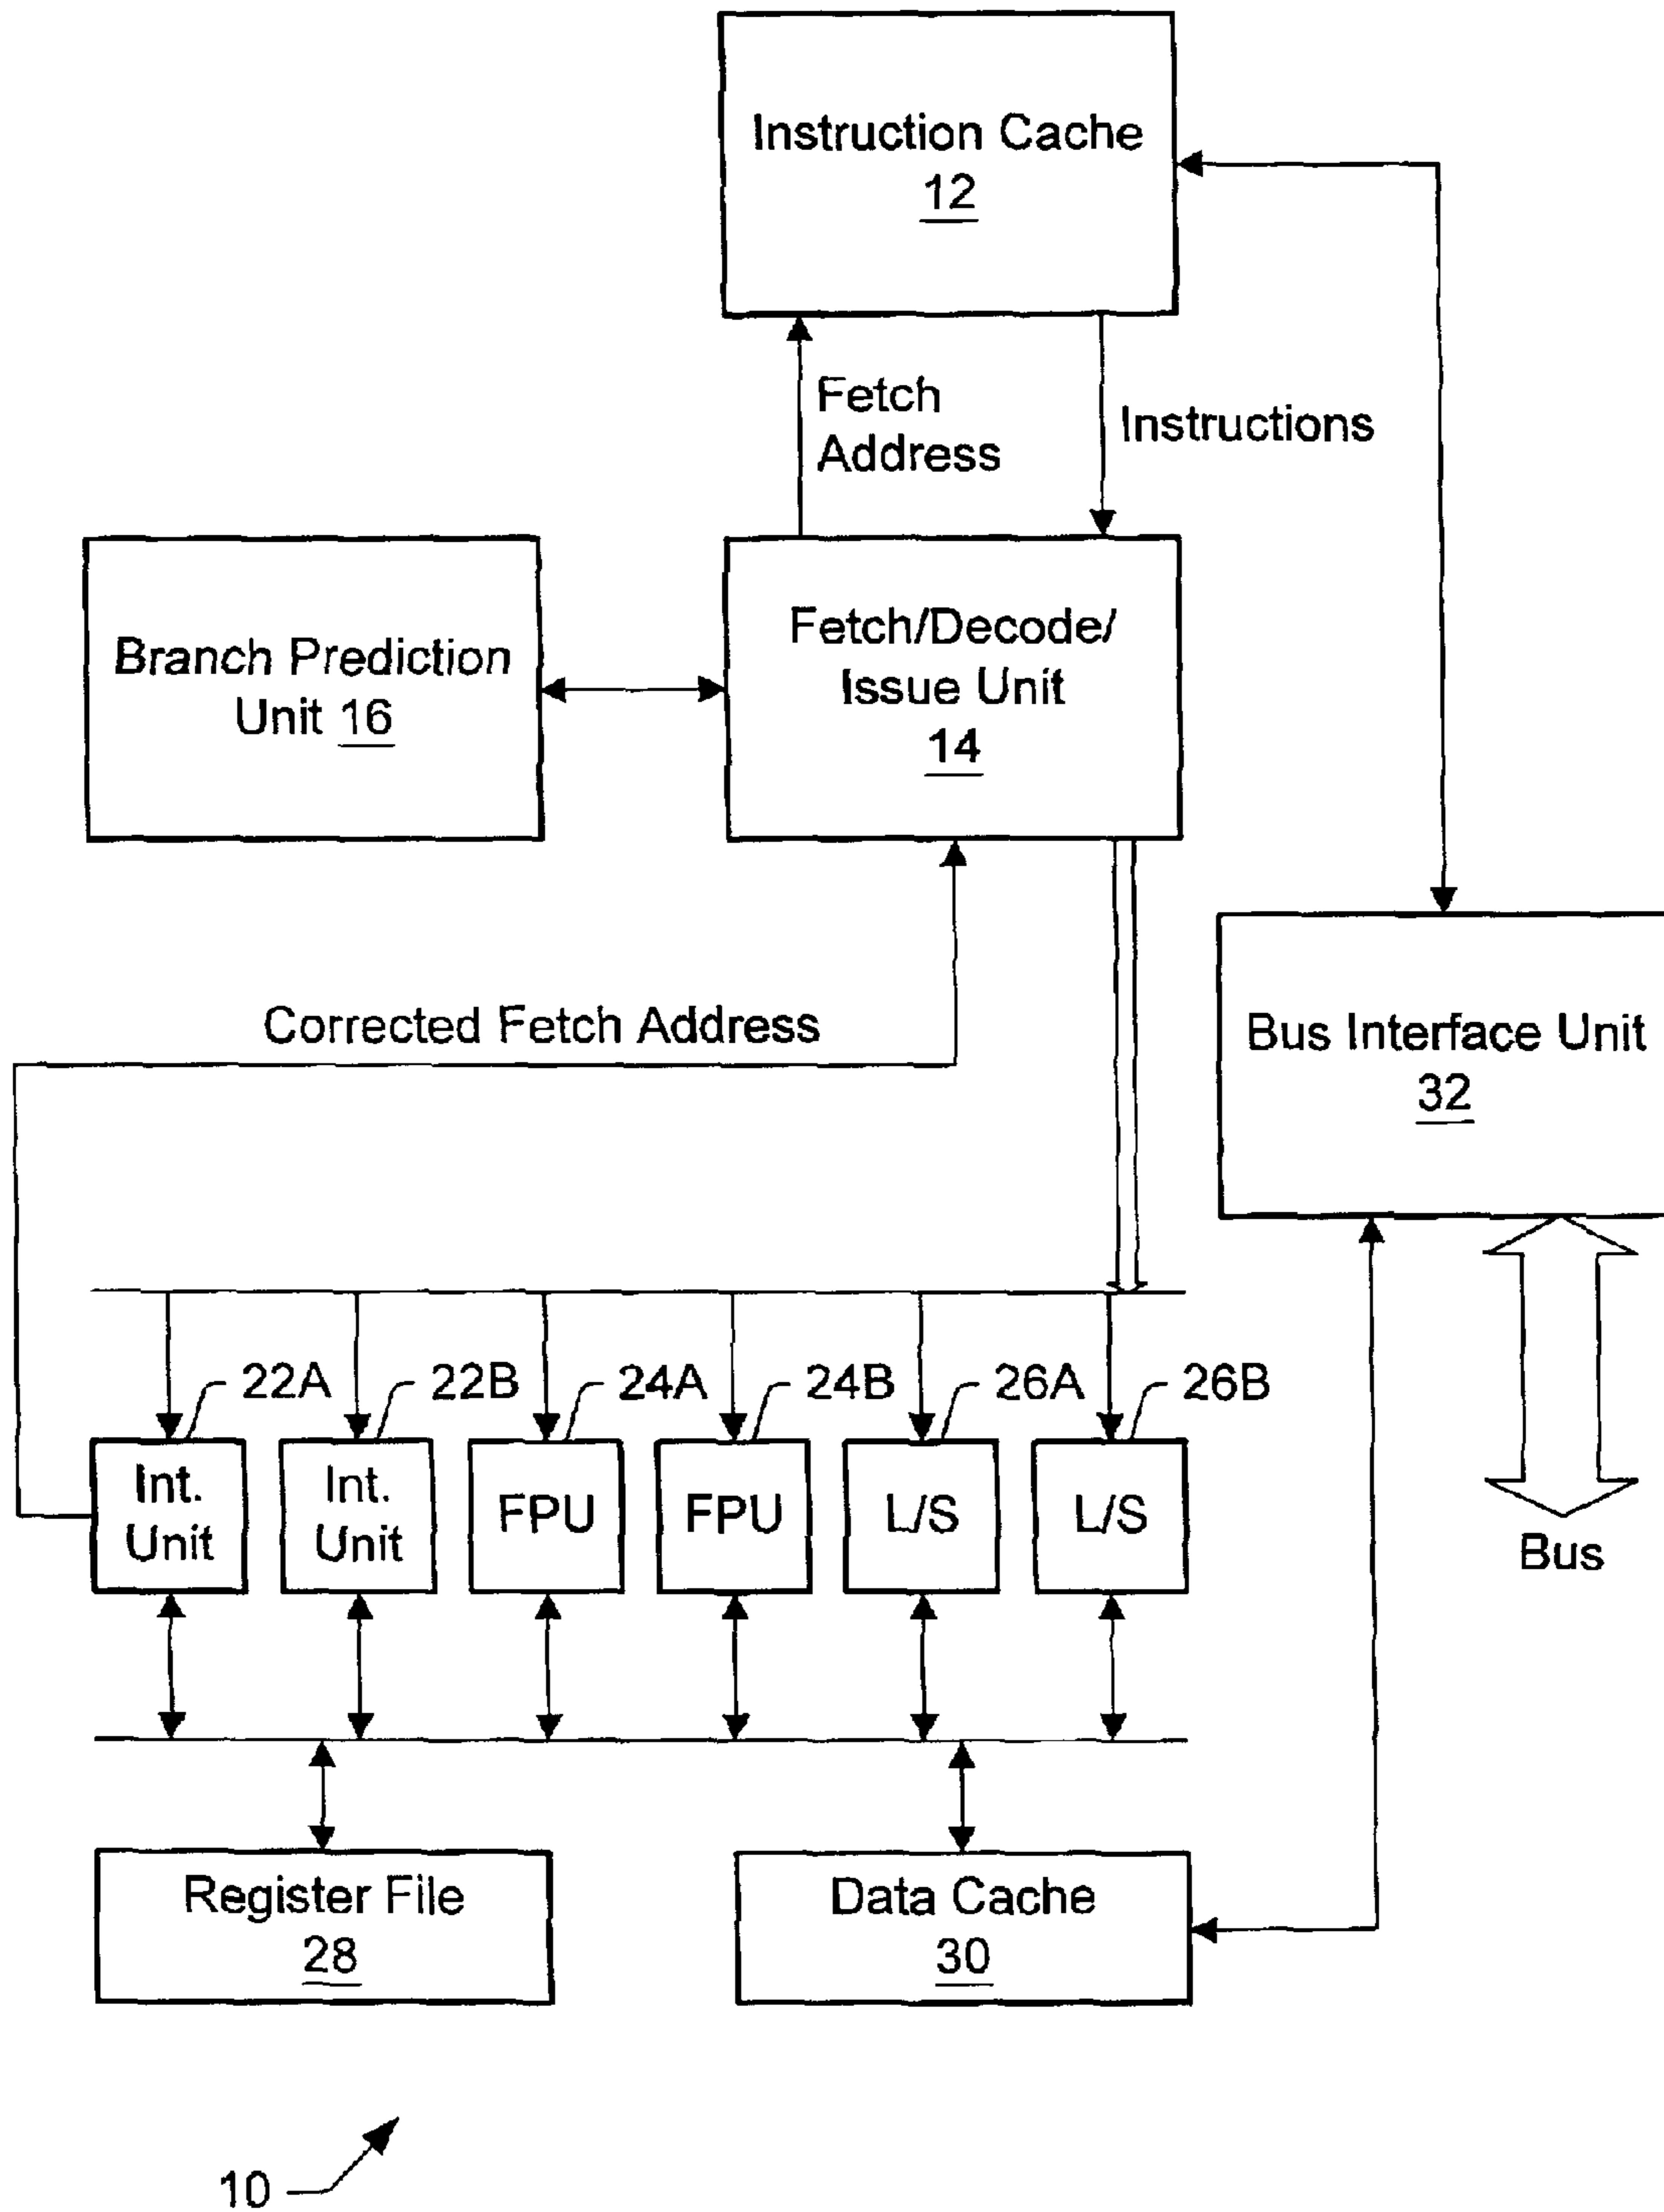 Instruction Cache
12
Fetch
Address
Instructions
Branch Prediction
Unit 16
Fetch/Decode/
Issue Unit
14
Corrected Fetch Address
Bus Interface Unit
32
22A
22B
24A
24B
26A
26B
Int.
Unit
Int.
Unit
FPU
FPU
L/S
L/S
Bus
Register File
28
Data Cache
30
10